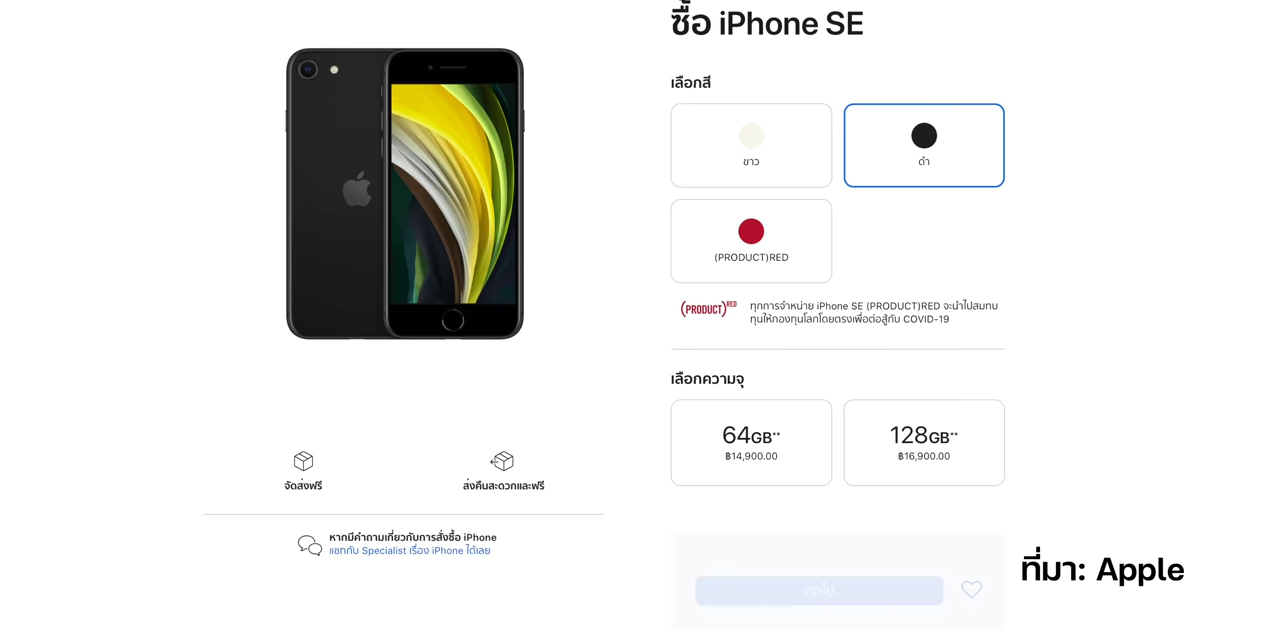 ซื้อ iPhone SE
เลือกสี
ขาว
ดำ
(PRODUCT)RED
(PRODUCT)RED
ทุกการจำหน่าย iPhone SE (PRODUCT)RED จะนำไปสมทบ
ทุนให้กองทุนโลกโดยตรงเพื่อต่อสู้กับ COVID-19
เลือกความจุ
64GB**
฿14,900.00
128GB**
฿16,900.00
จัดส่งฟรี
ส่งคืนสะดวกและฟรี
หากมีคำถามเกี่ยวกับการสั่งซื้อ iPhone
แชทกับ Specialist เรื่อง iPhone ได้เลย
ต่อไป
ที่มา: Apple